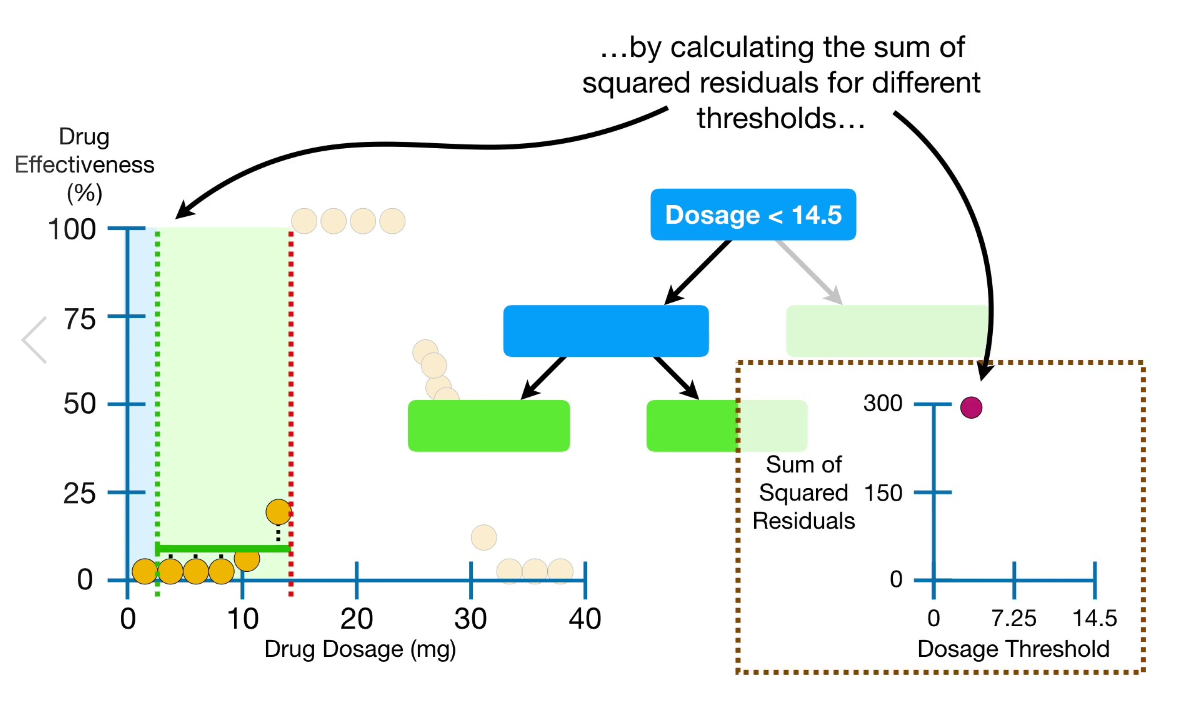 …by calculating the sum of
squared residuals for different
thresholds…
Drug
Effectiveness
(%)
100
75
50
25
0
0 10 20 30 40
Drug Dosage (mg)
Dosage < 14.5
300
150
0
Sum of
Squared
Residuals
0 7.25 14.5
Dosage Threshold